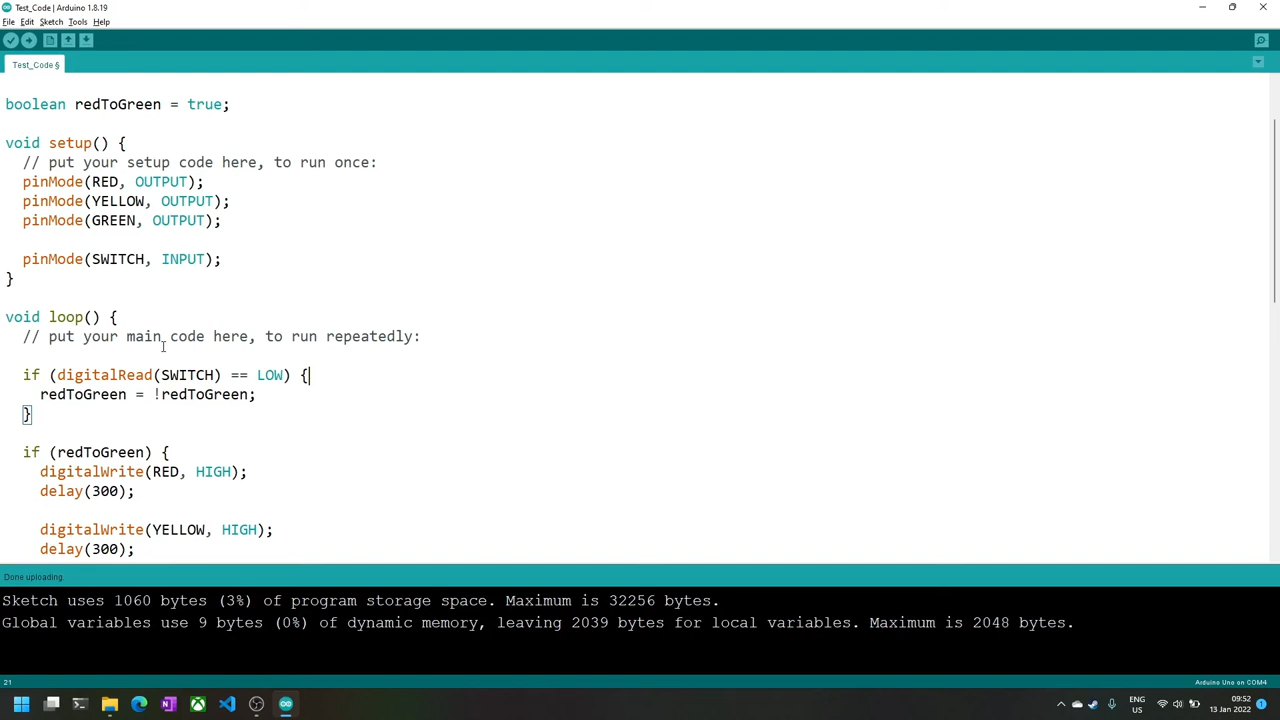 Test_Code | Arduino 1.8.19
File Edit Sketch Tools Help
Test_Code §
boolean redToGreen = true;
void setup() {
// put your setup code here, to run once:
pinMode(RED, OUTPUT);
pinMode(YELLOW, OUTPUT);
pinMode(GREEN, OUTPUT);
pinMode(SWITCH, INPUT);
}
void loop() {
// put your main code here, to run repeatedly:
if (digitalRead(SWITCH) == LOW) {
redToGreen = !redToGreen;
}
if (redToGreen) {
digitalWrite(RED, HIGH);
delay(300);
digitalWrite(YELLOW, HIGH);
delay(300);
Done uploading.
Sketch uses 1060 bytes (3%) of program storage space. Maximum is 32256 bytes.
Global variables use 9 bytes (0%) of dynamic memory, leaving 2039 bytes for local variables. Maximum is 2048 bytes.
21
Arduino Uno on COM4
ENG
US
09:52
13 Jan 2022